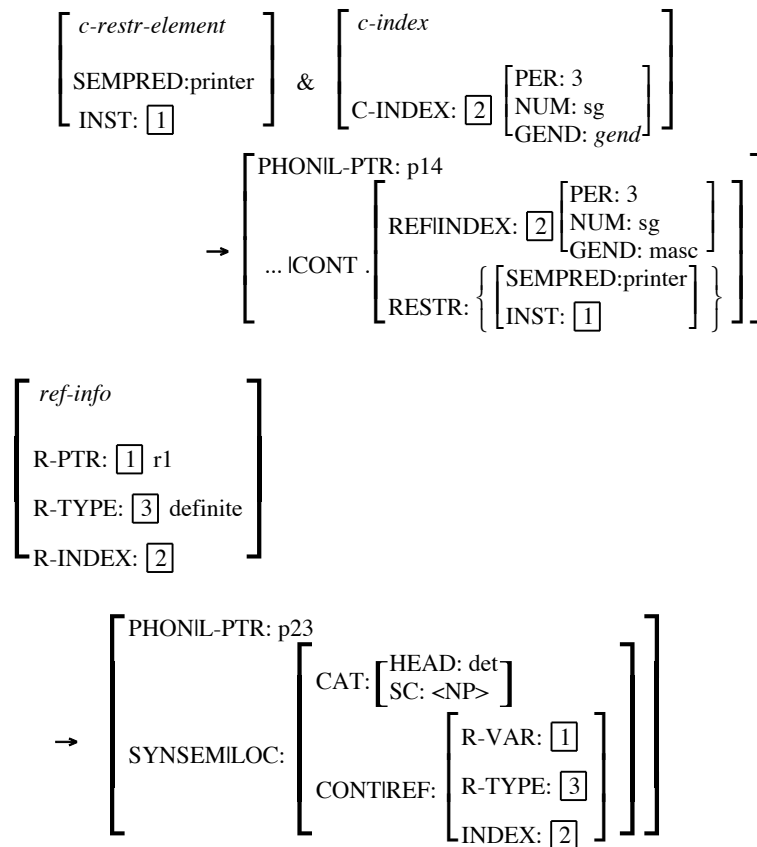 c-restr-element
SEMPRED:printer
INST: 1
&
c-index
C-INDEX: 2
PER: 3
NUM: sg
GEND: gend
→
PHON|L-PTR: p14
... |CONT .
REF|INDEX: 2
PER: 3
NUM: sg
GEND: masc
RESTR: {
SEMPRED:printer
INST: 1
}
ref-info
R-PTR: 1 r1
R-TYPE: 3 definite
R-INDEX: 2
→
PHON|L-PTR: p23
SYNSEM|LOC:
CAT:
HEAD: det
SC: <NP>
CONT|REF:
R-VAR: 1
R-TYPE: 3
INDEX: 2